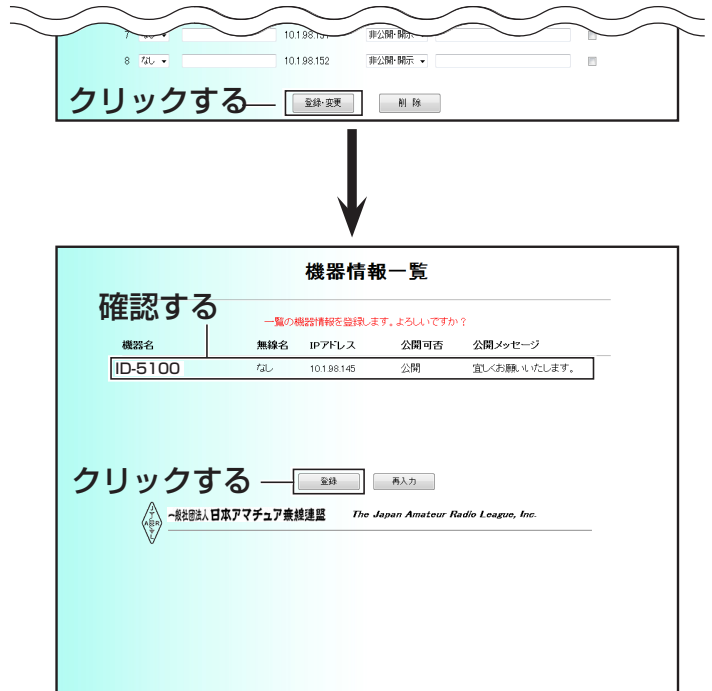 7 10.1.98.151 非公開・開示
8 なし 10.1.98.152 非公開・開示
クリックする 登録・変更 削 除
機器情報一覧
確認する
一覧の機器情報を登録します。よろしいですか？
機器名 無線名 IPアドレス 公開可否 公開メッセージ
ID-5100 なし 10.1.98.145 公開 宜しくお願いいたします。
クリックする 登録 再入力
JARL 一般社団法人 日本アマチュア無線連盟 The Japan Amateur Radio League, Inc.